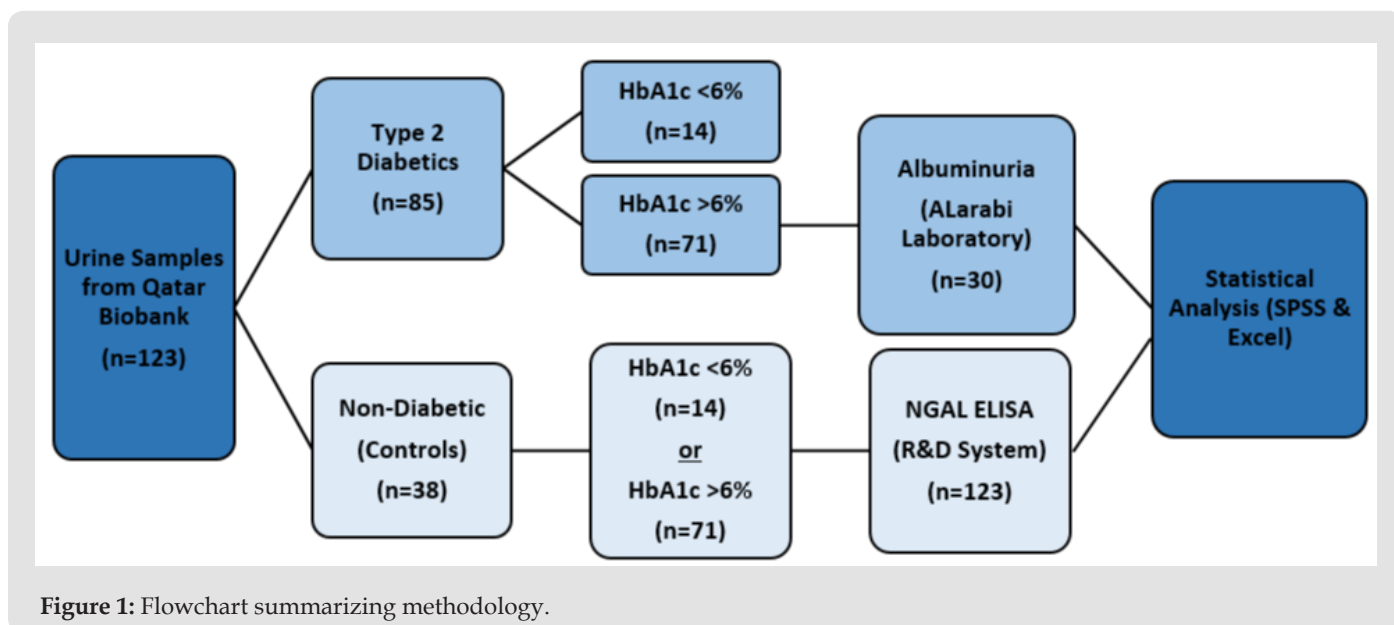 Urine Samples
from Qatar
Biobank
(n=123)
Type 2
Diabetics
(n=85)
HbA1c <6%
(n=14)
HbA1c >6%
(n=71)
Albuminuria
(ALarabi
Laboratory)
(n=30)
Non-Diabetic
(Controls)
(n=38)
HbA1c <6%
(n=14)
or
HbA1c >6%
(n=71)
NGAL ELISA
(R&D System)
(n=123)
Statistical
Analysis (SPSS &
Excel)
Figure 1: Flowchart summarizing methodology.